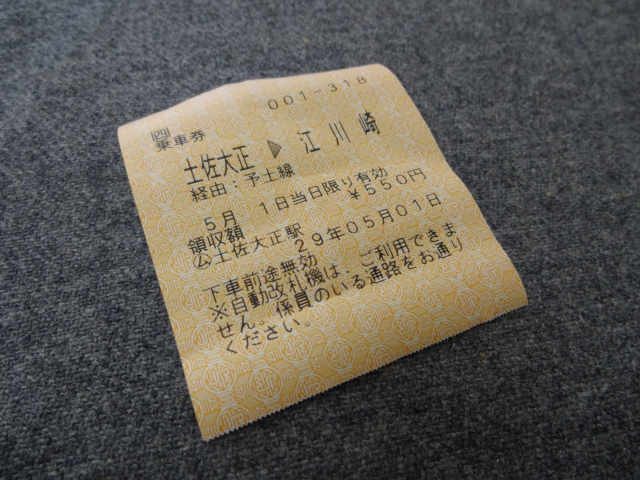 001-318
四
乗車券
土佐大正 ▶ 江川崎
経由：予土線
5月 1日当日限り有効
領収額 ¥550円
㋰土佐大正駅 29年05月01日
下車前途無効
※自動改札機は、ご利用できま
せん。係員のいる通路をお通り
ください。